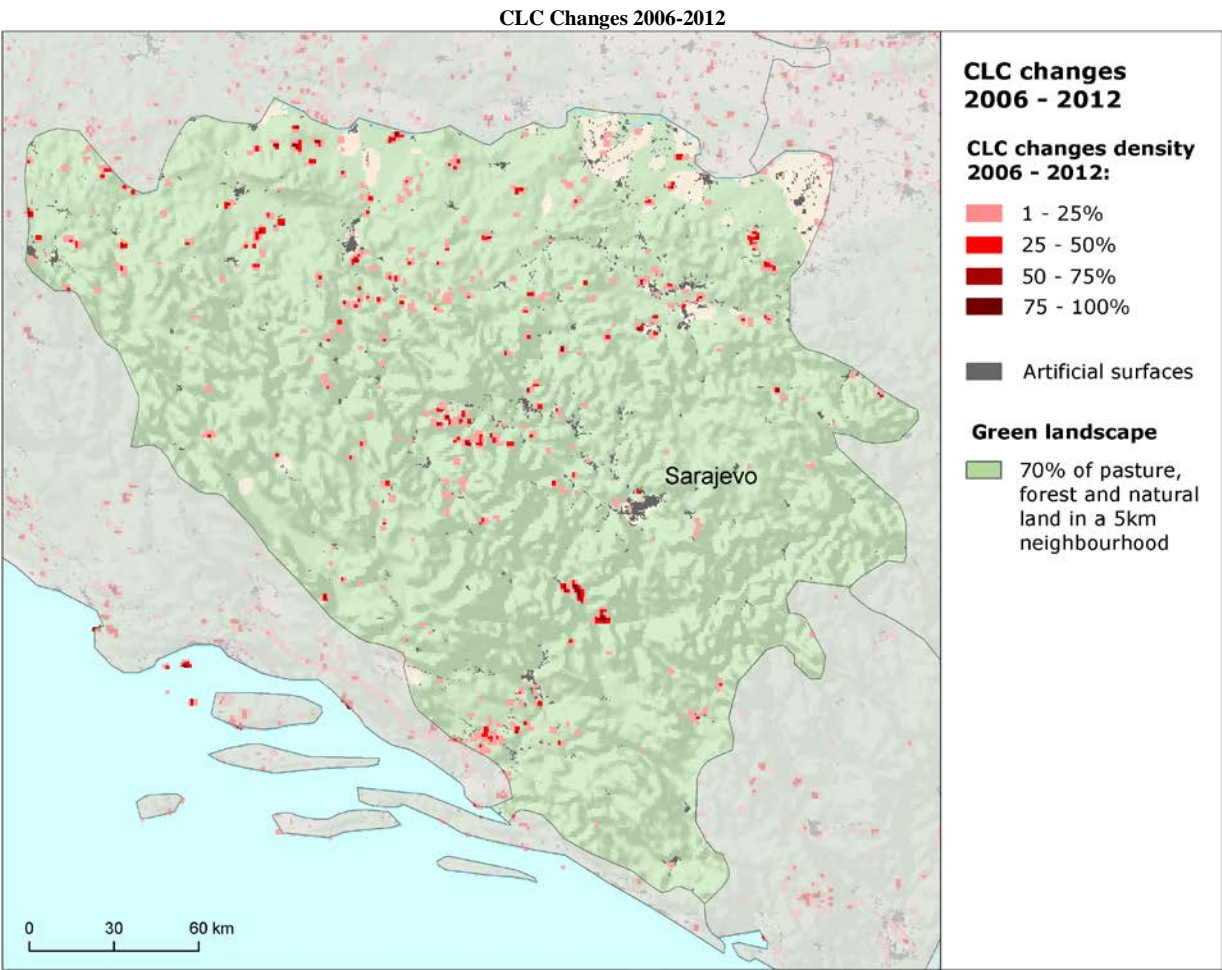 CLC Changes 2006-2012
CLC changes
2006 - 2012
CLC changes density
2006 - 2012:
1 - 25%
25 - 50%
50 - 75%
75 - 100%
Artificial surfaces
Green landscape
70% of pasture,
forest and natural
land in a 5km
neighbourhood
Sarajevo
0 30 60 km